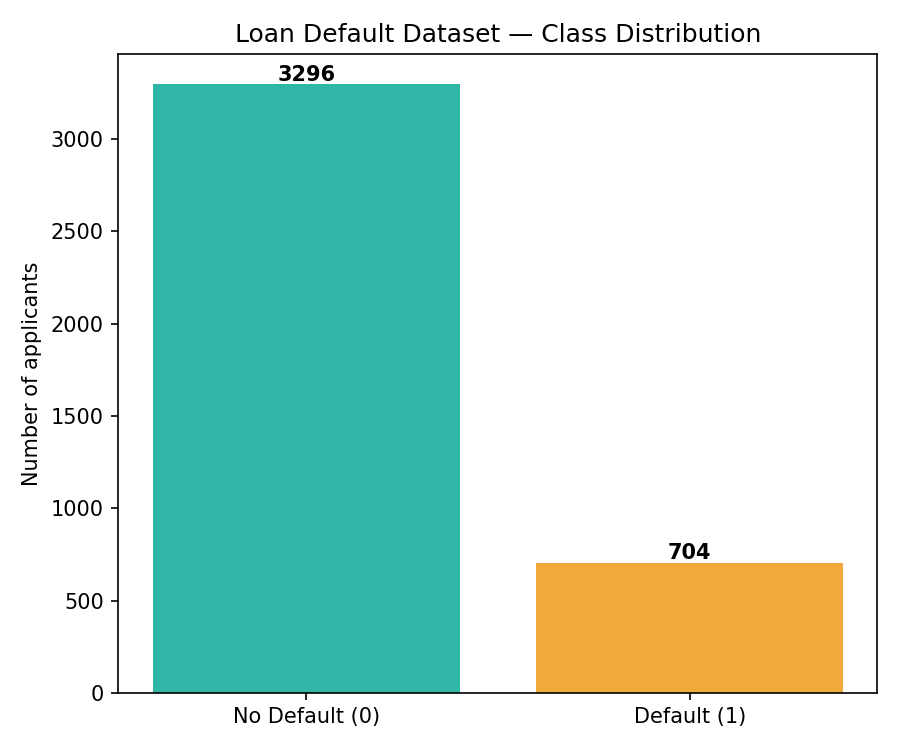 Loan Default Dataset — Class Distribution
3296
704
Number of applicants
3000
2500
2000
1500
1000
500
0
No Default (0)
Default (1)